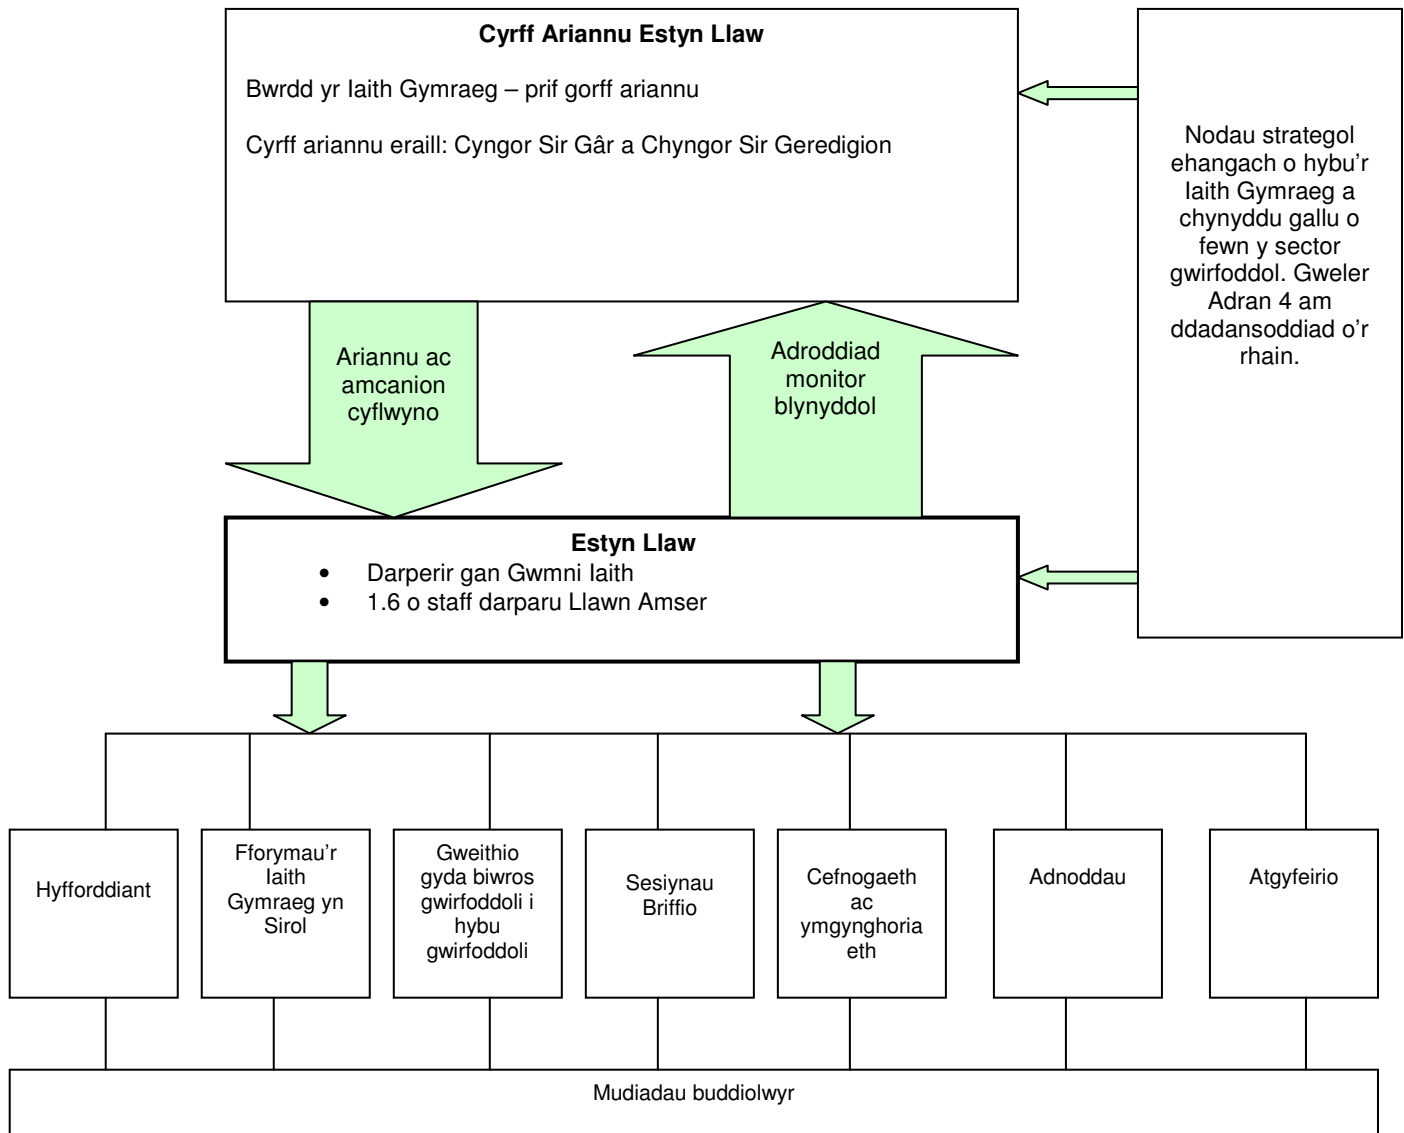 Cyrff Ariannu Estyn Llaw
Bwrdd yr Iaith Gymraeg – prif gorff ariannu
Cyrff ariannu eraill: Cyngor Sir Gâr a Chyngor Sir Geredigion
Nodau strategol
ehangach o hybu’r
Iaith Gymraeg a
chynyddu gallu o
fewn y sector
gwirfoddol. Gweler
Adran 4 am
ddadansoddiad o’r
rhain.
Ariannu ac
amcanion
cyflwyno
Adroddiad
monitor
blynyddol
Estyn Llaw
• Darperir gan Gwmni Iaith
• 1.6 o staff darparu Llawn Amser
Hyfforddiant
Fforymau’r
Iaith
Gymraeg yn
Sirol
Gweithio
gyda biwros
gwirfoddoli i
hybu
gwirfoddoli
Sesiynau
Briffio
Cefnogaeth
ac
ymgynghoria
eth
Adnoddau
Atgyfeirio
Mudiadau buddiolwyr